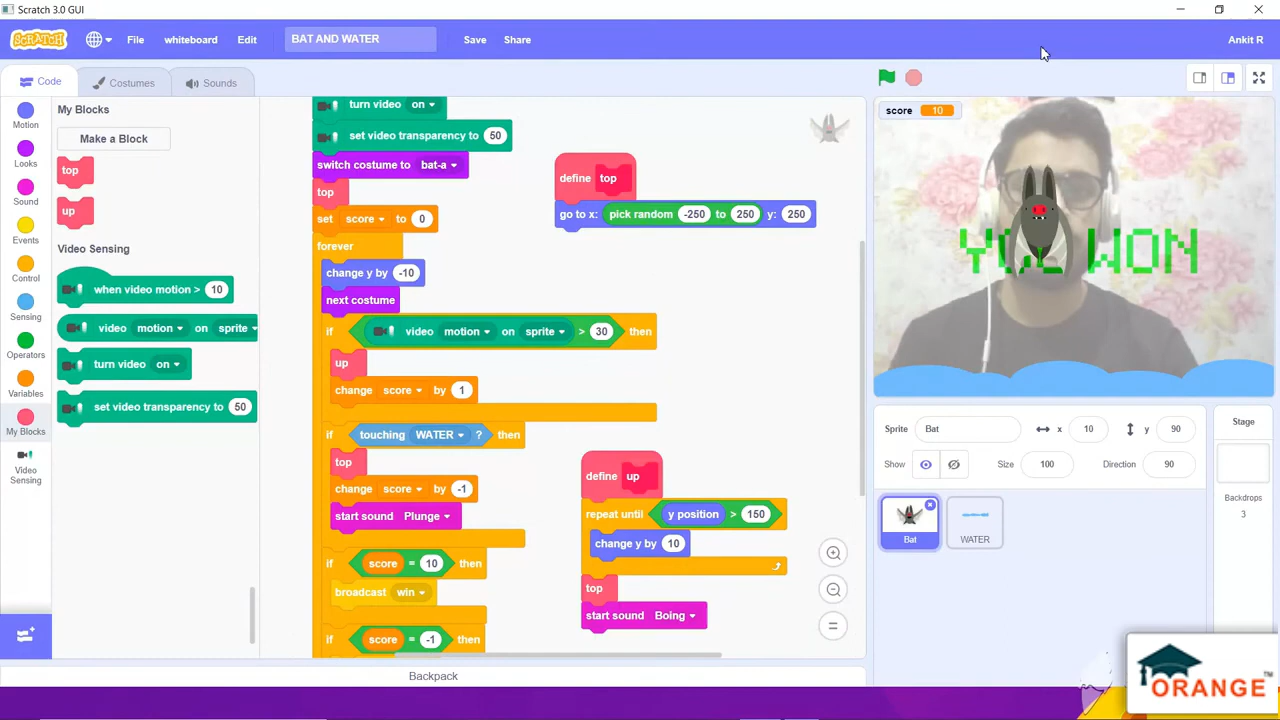 Scratch 3.0 GUI
SCRATCH File whiteboard Edit BAT AND WATER Save Share Ankit R
Code Costumes Sounds
Motion
Looks
Sound
Events
Control
Sensing
Operators
Variables
My Blocks
Video
Sensing
My Blocks
Make a Block
top
up
Video Sensing
when video motion > 10
video motion on sprite
turn video on
set video transparency to 50
turn video on
set video transparency to 50
switch costume to bat-a
top
set score to 0
forever
change y by -10
next costume
if video motion on sprite > 30 then
up
change score by 1
if touching WATER ? then
top
change score by -1
start sound Plunge
if score = 10 then
broadcast win
if score = -1 then
define top
go to x: pick random -250 to 250 y: 250
define up
repeat until y position > 150
change y by 10
top
start sound Boing
Backpack
score 10
YOU WON
Sprite Bat x 10 y 90
Show Size 100 Direction 90
Bat
WATER
Stage
Backdrops
3
ORANGE™